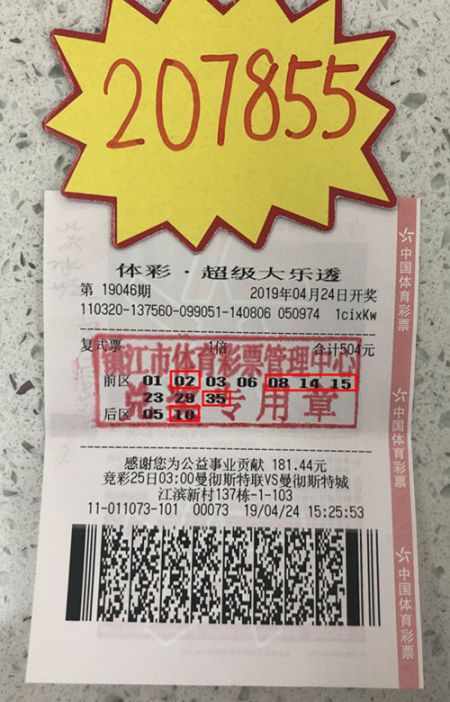 207855
体彩·超级大乐透
第 19046期 2019年04月24日开奖
110320-137560-099051-140806 050974 1cixKw
复式票 1倍 合计504元
江市体育彩票管理中心
前区 01 02 03 06 08 14 15
23 29 35
专用章
后区 05 10
感谢您为公益事业贡献 181.44元
竞彩25日03:00曼彻斯特联VS曼彻斯特城
江滨新村137栋-1-103
11-011073-101 00073 19/04/24 15:25:53
中国体育彩票
中国体育彩票
中国体育彩票